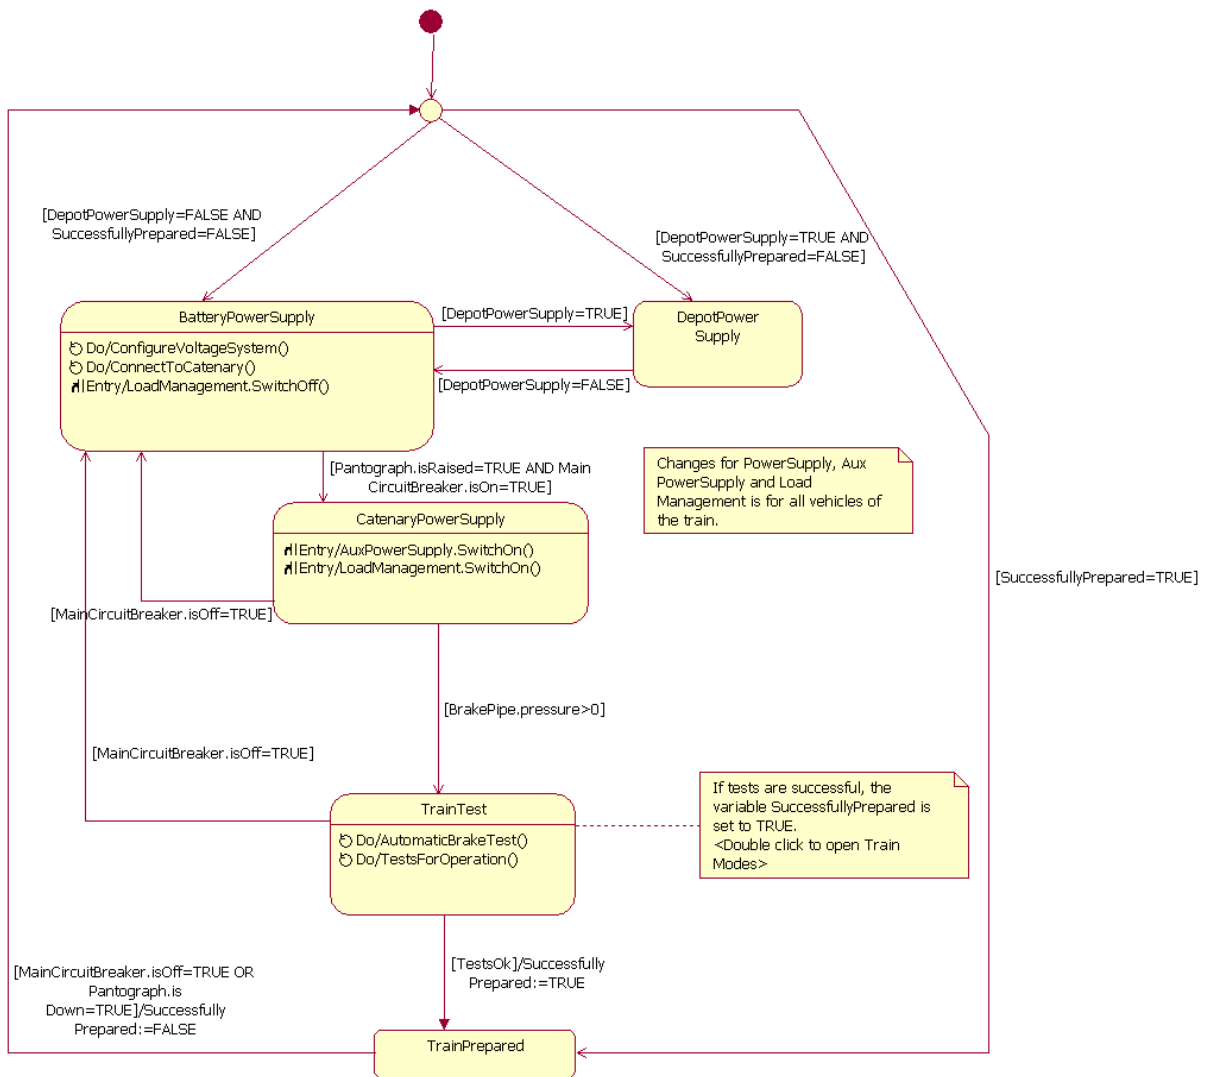 [DepotPowerSupply=FALSE AND
SuccessfullyPrepared=FALSE]
[DepotPowerSupply=TRUE AND
SuccessfullyPrepared=FALSE]
BatteryPowerSupply
Do/ConfigureVoltageSystem()
Do/ConnectToCatenary()
Entry/LoadManagement.SwitchOff()
[DepotPowerSupply=TRUE]
DepotPower
Supply
[DepotPowerSupply=FALSE]
[Pantograph.isRaised=TRUE AND Main
CircuitBreaker.isOn=TRUE]
Changes for PowerSupply, Aux
PowerSupply and Load
Management is for all vehicles of
the train.
CatenaryPowerSupply
Entry/AuxPowerSupply.SwitchOn()
Entry/LoadManagement.SwitchOn()
[SuccessfullyPrepared=TRUE]
[MainCircuitBreaker.isOff=TRUE]
[BrakePipe.pressure>0]
[MainCircuitBreaker.isOff=TRUE]
TrainTest
Do/AutomaticBrakeTest()
Do/TestsForOperation()
If tests are successful, the
variable SuccessfullyPrepared is
set to TRUE.
<Double click to open Train
Modes>
[MainCircuitBreaker.isOff=TRUE OR
Pantograph.is
Down=TRUE]/Successfully
Prepared:=FALSE
[TestsOk]/Successfully
Prepared:=TRUE
TrainPrepared